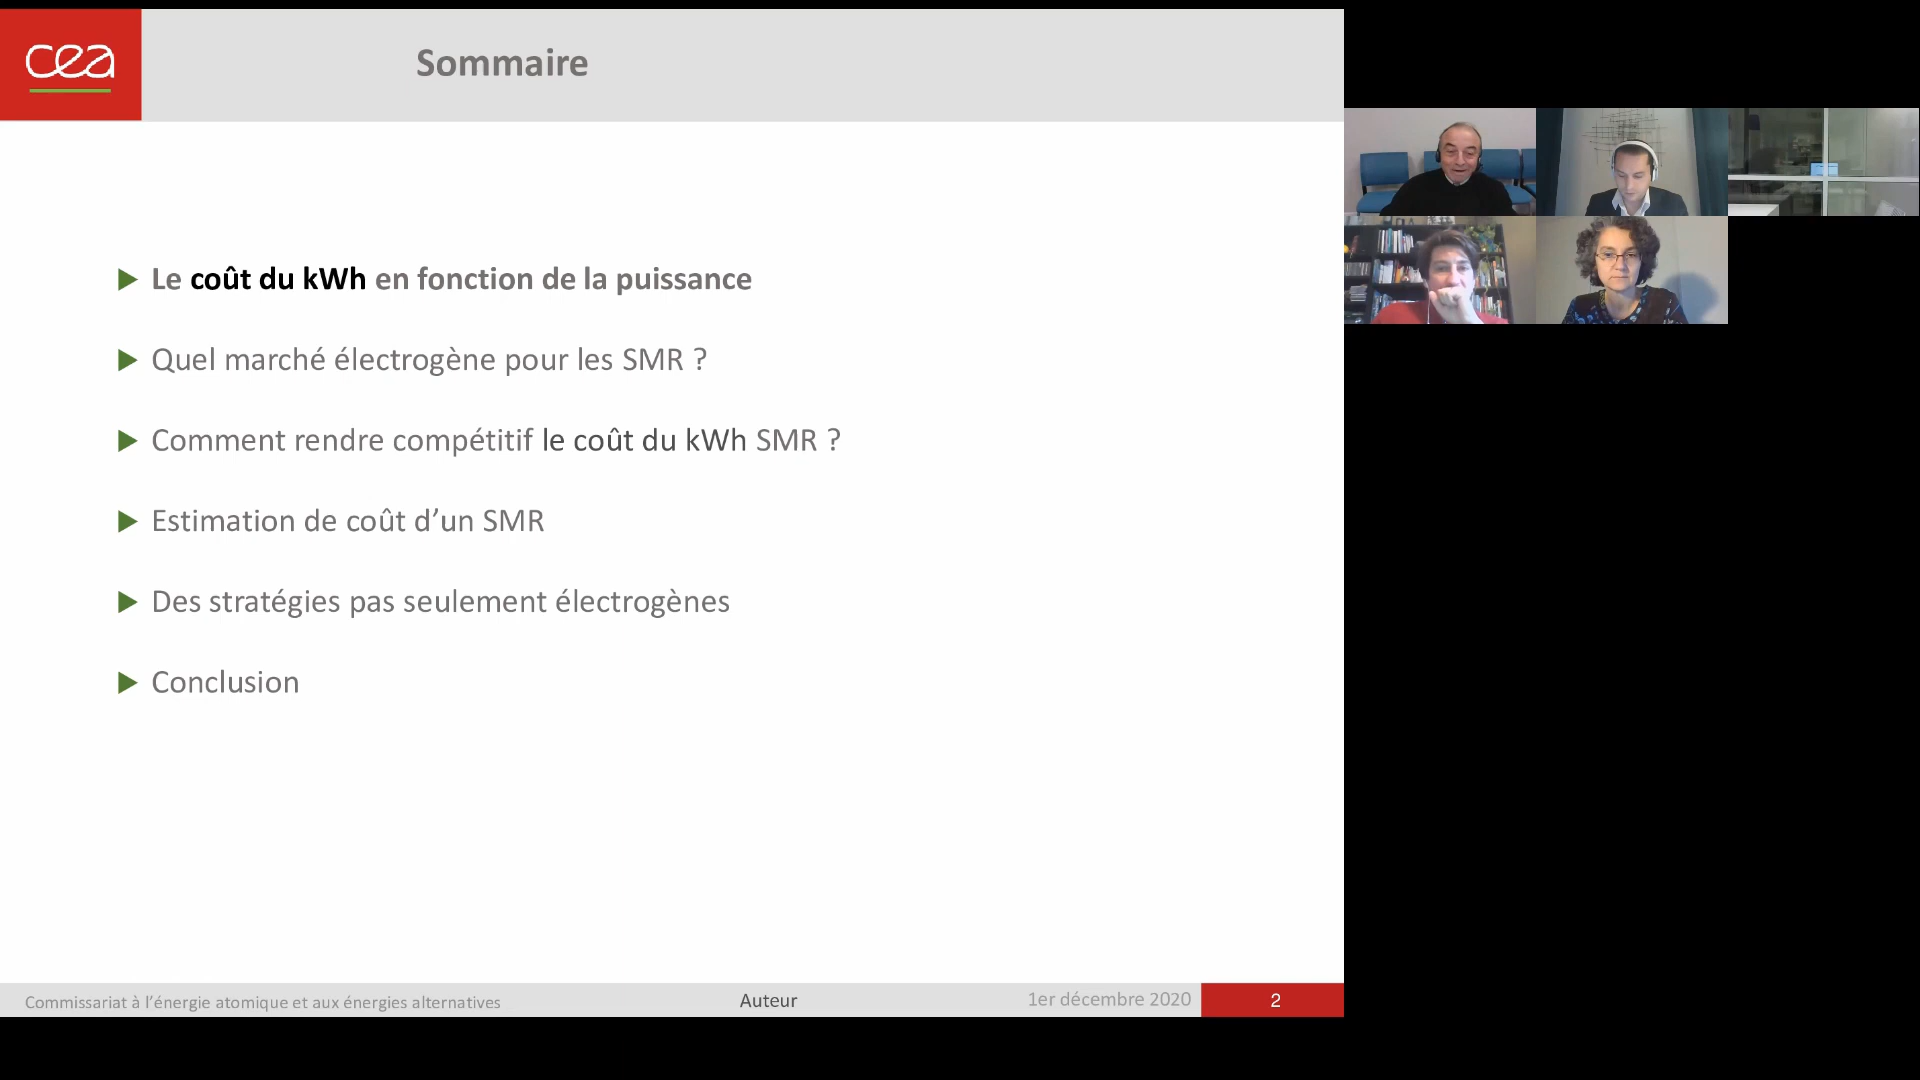 cea
Sommaire
Le coût du kWh en fonction de la puissance
Quel marché électrogène pour les SMR ?
Comment rendre compétitif le coût du kWh SMR ?
Estimation de coût d’un SMR
Des stratégies pas seulement électrogènes
Conclusion
Commissariat à l’énergie atomique et aux énergies alternatives
Auteur
1er décembre 2020
2